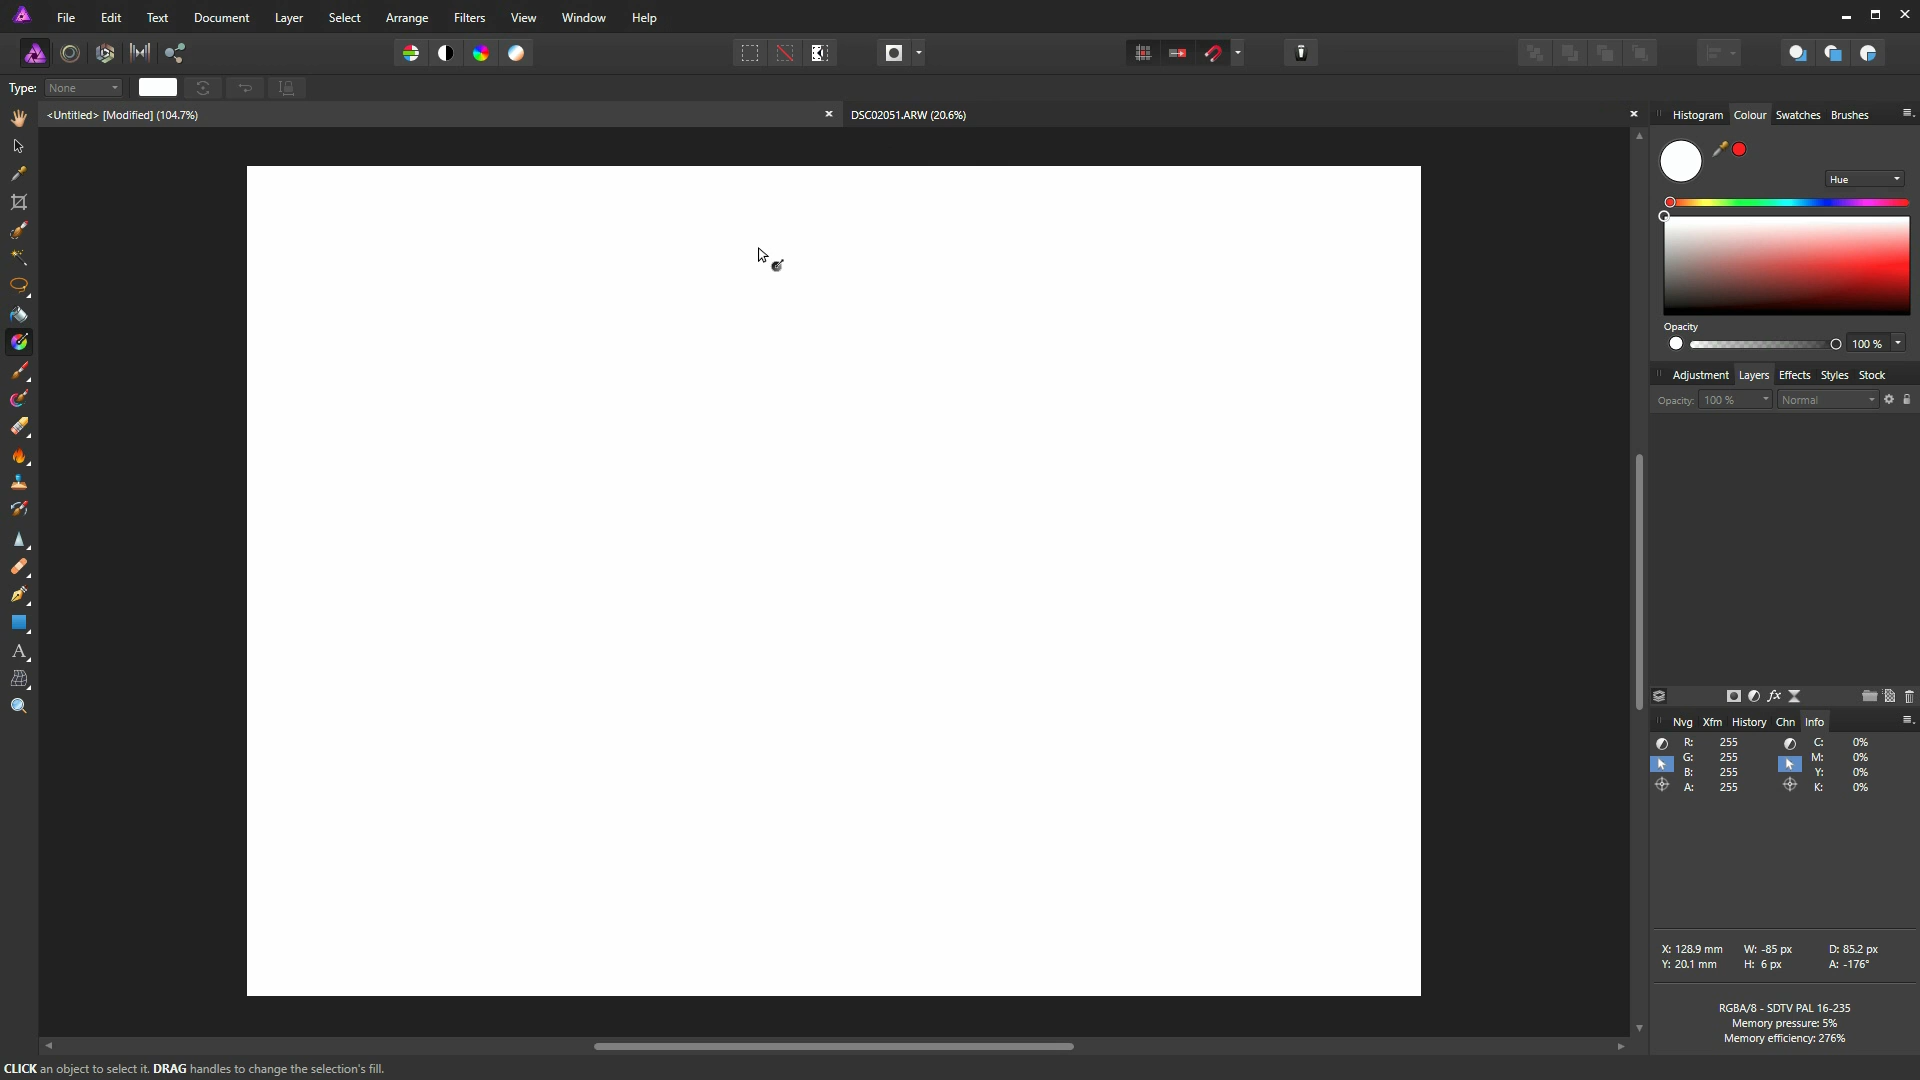 File Edit Text Document Layer Select Arrange Filters View Window Help
Type: None
<Untitled> [Modified] (104.7%)
DSC02051.ARW (20.6%)
Histogram Colour Swatches Brushes
Hue
Opacity
100 %
Adjustment Layers Effects Styles Stock
Opacity: 100 % Normal
fx
Nvg Xfm History Chn Info
R: 255 C: 0%
G: 255 M: 0%
B: 255 Y: 0%
A: 255 K: 0%
X: 128.9 mm W: -85 px D: 85.2 px
Y: 20.1 mm H: 6 px A: -176°
RGBA/8 - SDTV PAL 16-235
Memory pressure: 5%
Memory efficiency: 276%
CLICK an object to select it. DRAG handles to change the selection's fill.